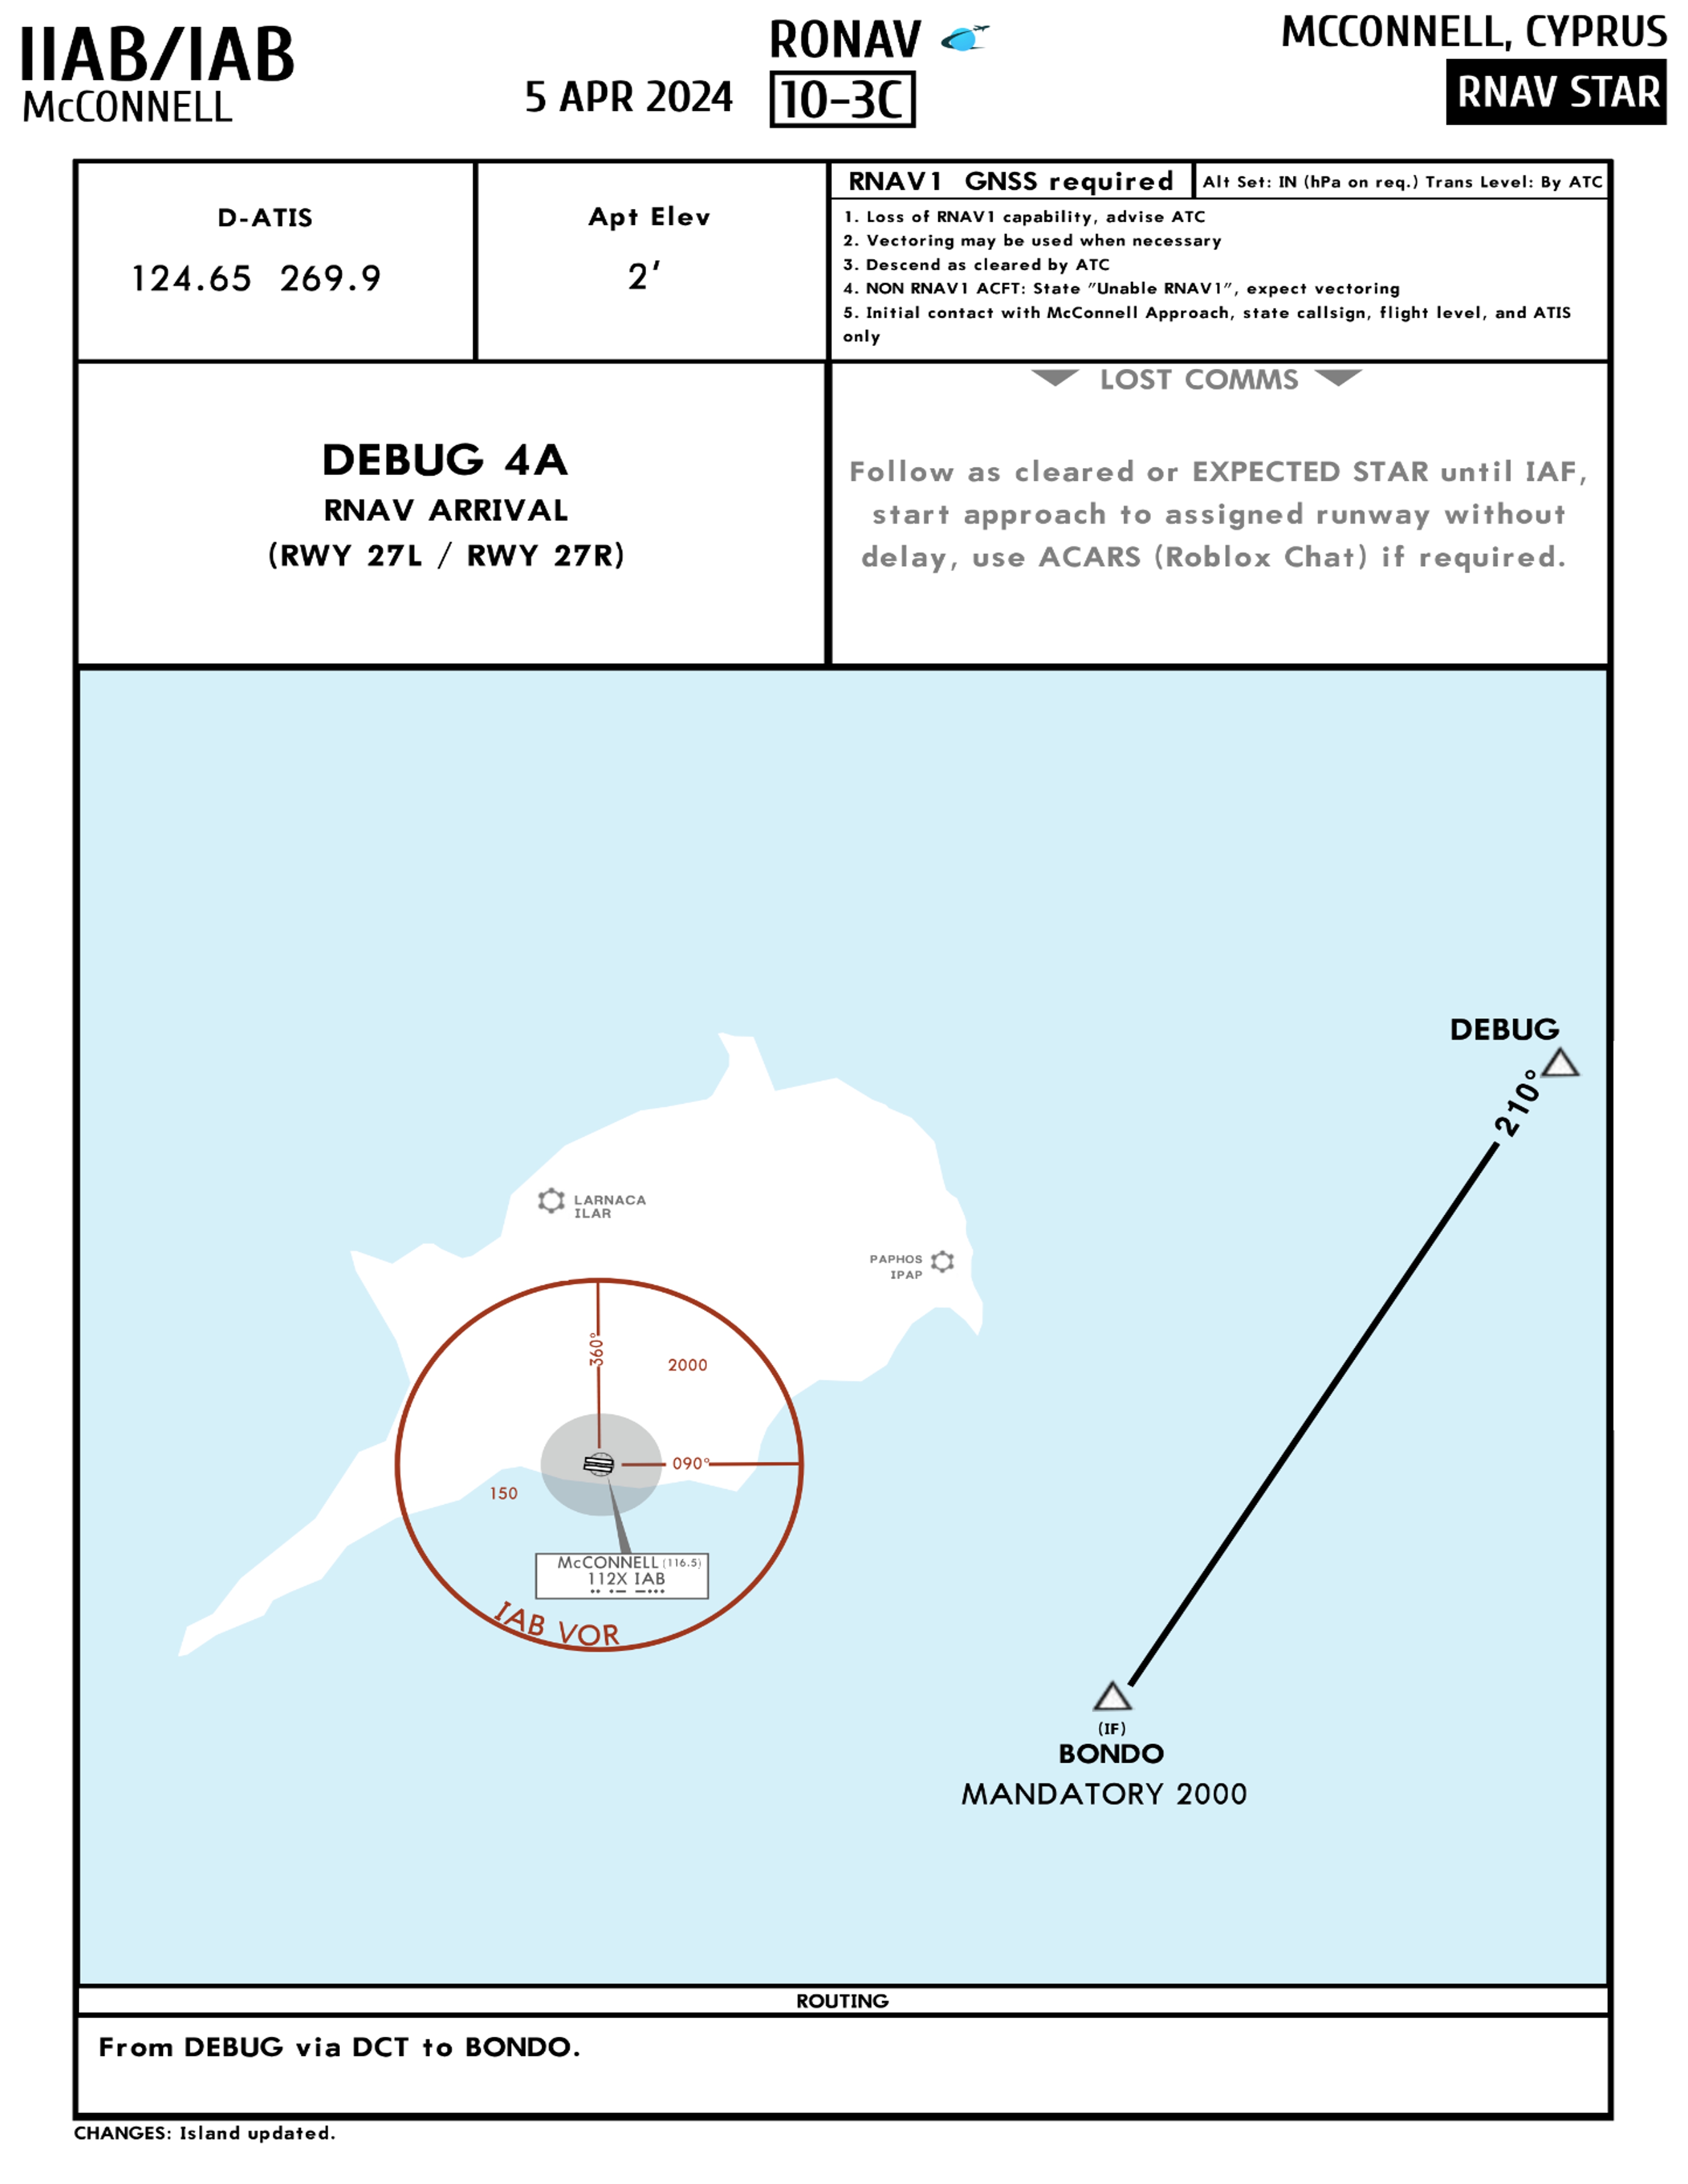 IIAB/IAB
McCONNELL
5 APR 2024
RONAV
10-3C
MCCONNELL, CYPRUS
RNAV STAR
D-ATIS
124.65 269.9
Apt Elev
2'
RNAV1 GNSS required
Alt Set: IN (hPa on req.) Trans Level: By ATC
1. Loss of RNAV1 capability, advise ATC
2. Vectoring may be used when necessary
3. Descend as cleared by ATC
4. NON RNAV1 ACFT: State "Unable RNAV1", expect vectoring
5. Initial contact with McConnell Approach, state callsign, flight level, and ATIS
only
DEBUG 4A
RNAV ARRIVAL
(RWY 27L / RWY 27R)
LOST COMMS
Follow as cleared or EXPECTED STAR until IAF,
start approach to assigned runway without
delay, use ACARS (Roblox Chat) if required.
DEBUG
210°
LARNACA
ILAR
PAPHOS
IPAP
360°
2000
090°
150
McCONNELL (116.5)
112X IAB
IAB VOR
(IF)
BONDO
MANDATORY 2000
ROUTING
From DEBUG via DCT to BONDO.
CHANGES: Island updated.